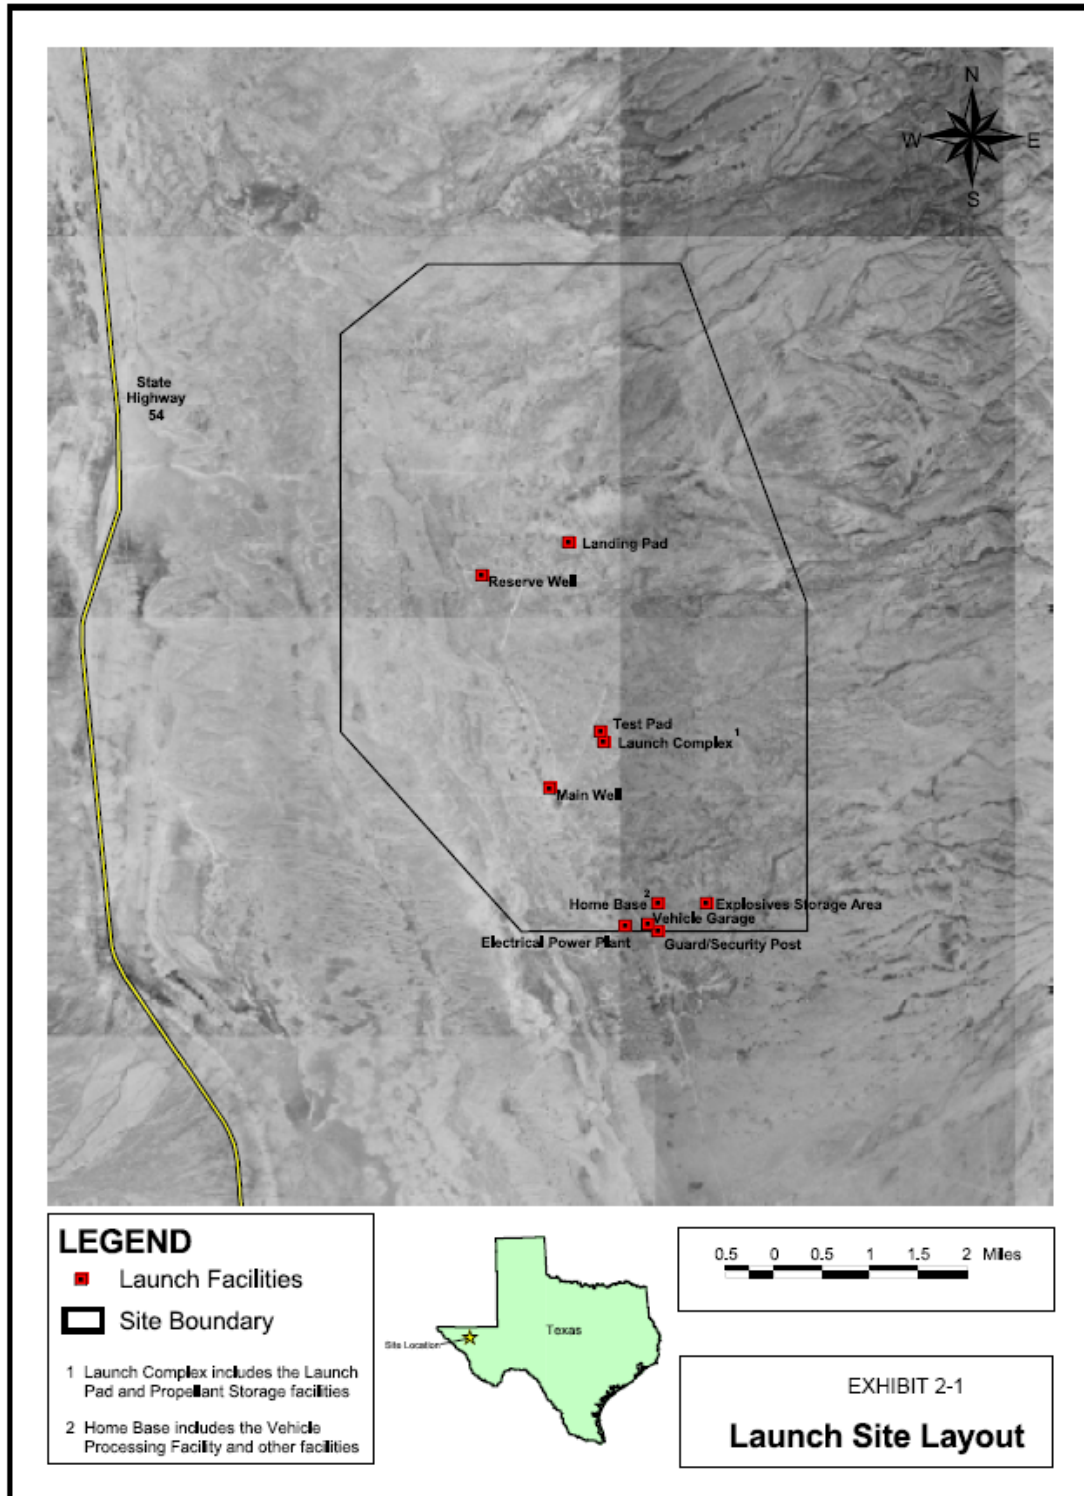 N
W E
S
State
Highway
54
Landing Pad
Reserve Well
Test Pad
Launch Complex 1
Main Well
Home Base 2
Explosives Storage Area
Vehicle Garage
Electrical Power Plant
Guard/Security Post
LEGEND
Launch Facilities
Site Boundary
1 Launch Complex includes the Launch
Pad and Propellant Storage facilities
2 Home Base includes the Vehicle
Processing Facility and other facilities
Texas
Site Location
0.5 0 0.5 1 1.5 2 Miles
EXHIBIT 2-1
Launch Site Layout